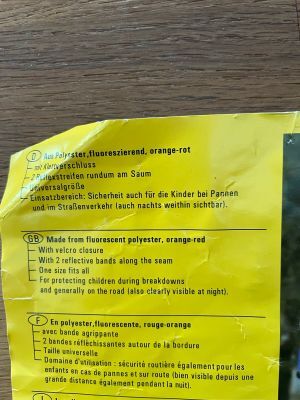 D Aus Polyester,fluoreszierend, orange-rot
– mit Klettverschluss
– 2 Reflexstreifen rundum am Saum
– Universalgröße
– Einsatzbereich: Sicherheit auch für die Kinder bei Pannen
und im Straßenverkehr (auch nachts weithin sichtbar).
GB Made from fluorescent polyester, orange-red
– With velcro closure
– With 2 reflective bands along the seam
– One size fits all
– For protecting children during breakdowns
and generally on the road (also clearly visible at night).
F En polyester,fluorescente, rouge-orange
– avec bande agrippante
– 2 bandes réfléchissantes autour de la bordure
– Taille universelle
– Domaine d'utilisation : sécurité routière également pour les
enfants en cas de pannes et sur route (bien visible depuis une
grande distance également pendant la nuit).